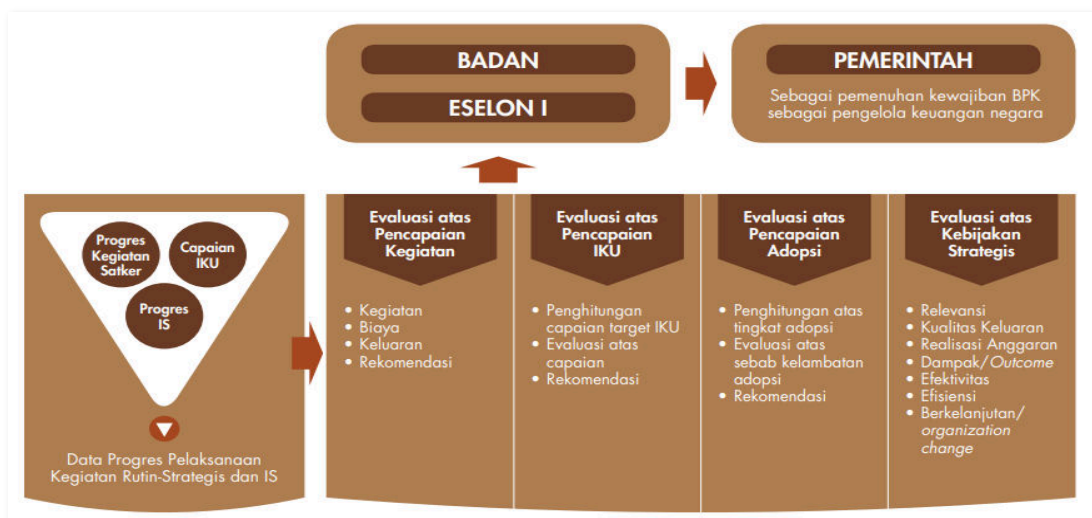 BADAN
ESELON I
PEMERINTAH
Sebagai pemenuhan kewajiban BPK
sebagai pengelola keuangan negara
Progres
Kegiatan
Satker
Capaian
IKU
Progres
IS
Data Progres Pelaksanaan
Kegiatan Rutin-Strategis dan IS
Evaluasi atas
Pencapaian
Kegiatan
• Kegiatan
• Biaya
• Keluaran
• Rekomendasi
Evaluasi atas
Pencapaian
IKU
• Penghitungan
capaian target IKU
• Evaluasi atas
capaian
• Rekomendasi
Evaluasi atas
Pencapaian
Adopsi
• Penghitungan atas
tingkat adopsi
• Evaluasi atas
sebab kelambatan
adopsi
• Rekomendasi
Evaluasi atas
Kebijakan
Strategis
• Relevansi
• Kualitas Keluaran
• Realisasi Anggaran
• Dampak/Outcome
• Efektivitas
• Efisiensi
• Berkelanjutan/
organization
change